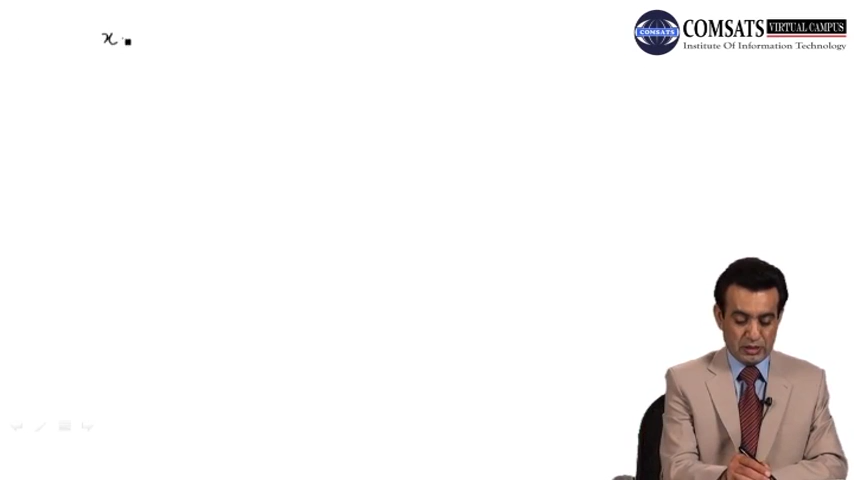 x
COMSATS VIRTUAL CAMPUS
COMSATS
Institute Of Information Technology